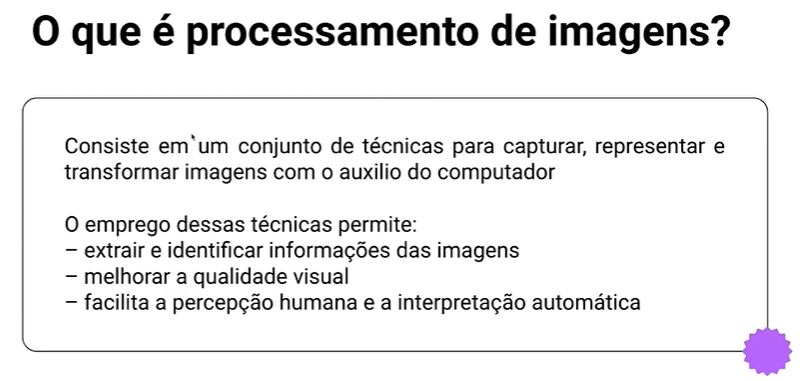 O que é processamento de imagens?
Consiste em um conjunto de técnicas para capturar, representar e
transformar imagens com o auxilio do computador
O emprego dessas técnicas permite:
– extrair e identificar informações das imagens
– melhorar a qualidade visual
– facilita a percepção humana e a interpretação automática